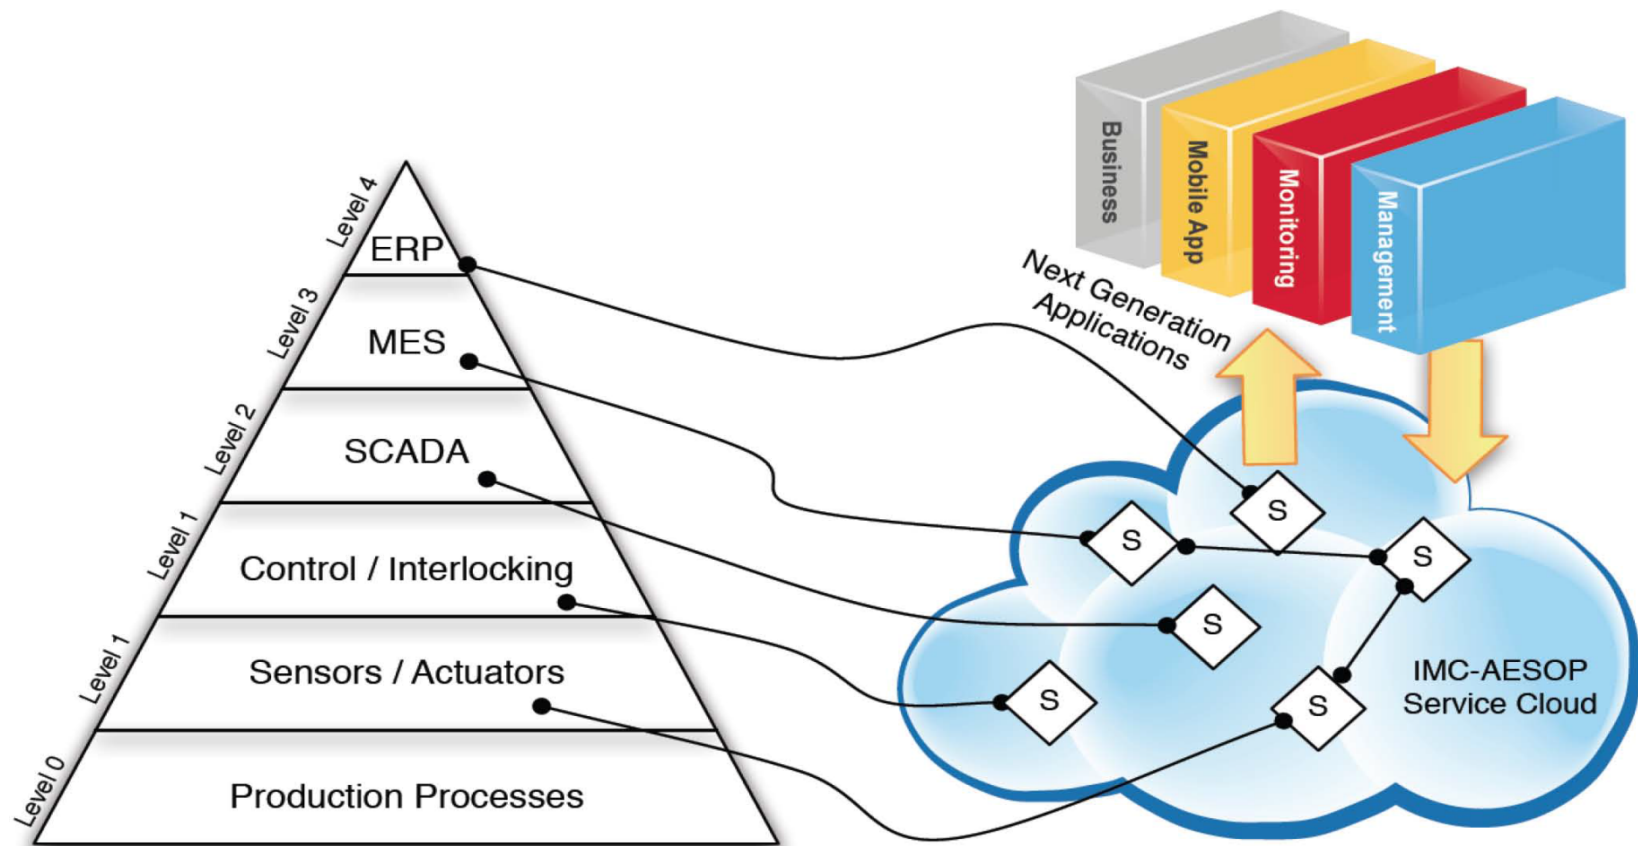 Level 4
ERP
Level 3
MES
Level 2
SCADA
Level 1
Control / Interlocking
Level 1
Sensors / Actuators
Level 0
Production Processes
Business
Mobile App
Monitoring
Management
Next Generation
Applications
S
S
S
S
S
S
IMC-AESOP
Service Cloud